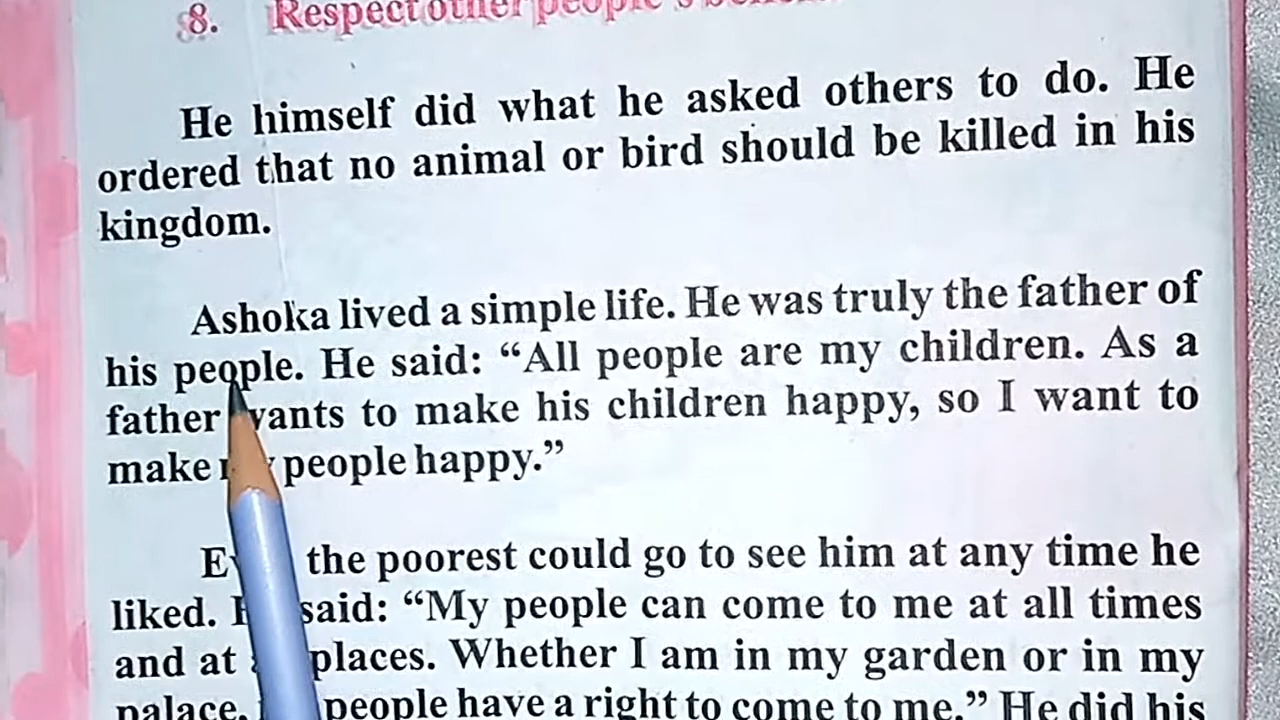 8. Respect other people's
He himself did what he asked others to do. He
ordered that no animal or bird should be killed in his
kingdom.
Ashoka lived a simple life. He was truly the father of
his people. He said: “All people are my children. As a
father wants to make his children happy, so I want to
make people happy.”
the poorest could go to see him at any time he
liked. said: “My people can come to me at all times
and at places. Whether I am in my garden or in my
palace, people have a right to come to me.” He did his